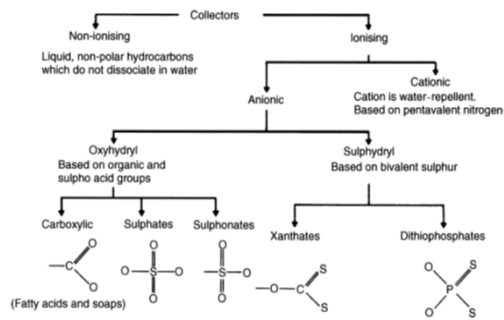 Collectors
Non-ionising
Liquid, non-polar hydrocarbons
which do not dissociate in water
Ionising
Anionic
Cationic
Cation is water-repellent.
Based on pentavalent nitrogen
Oxyhydryl
Based on organic and
sulpho acid groups
Sulphydryl
Based on bivalent sulphur
Carboxylic
Sulphates
Sulphonates
Xanthates
Dithiophosphates
O
C
O
(Fatty acids and soaps)
O
O S O
O
O
S O
O
S
O C
S
O S
P
O S